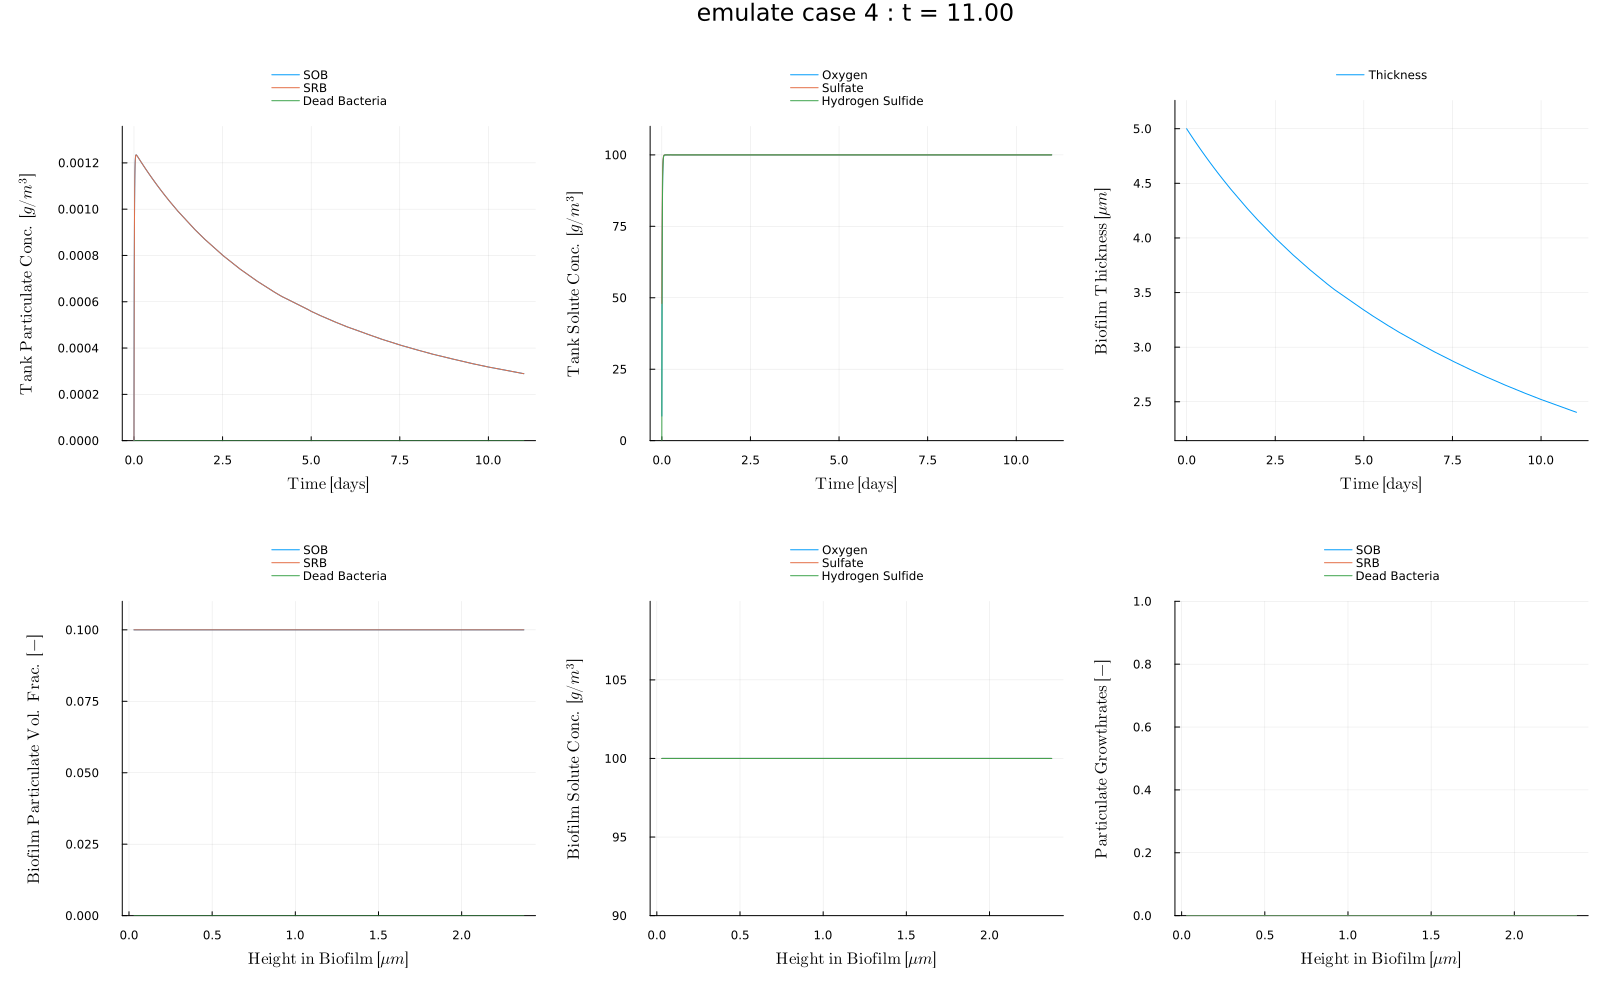 emulate case 4 : t = 11.00
SOB
SRB
Dead Bacteria
Tank Particulate Conc. [g/m³]
0.0012
0.0010
0.0008
0.0006
0.0004
0.0002
0.0000
0.0 2.5 5.0 7.5 10.0
Time [days]
Oxygen
Sulfate
Hydrogen Sulfide
Tank Solute Conc. [g/m³]
100
75
50
25
0
0.0 2.5 5.0 7.5 10.0
Time [days]
Thickness
Biofilm Thickness [μm]
5.0
4.5
4.0
3.5
3.0
2.5
0.0 2.5 5.0 7.5 10.0
Time [days]
SOB
SRB
Dead Bacteria
Biofilm Particulate Vol. Frac. [−]
0.100
0.075
0.050
0.025
0.000
0.0 0.5 1.0 1.5 2.0
Height in Biofilm [μm]
Oxygen
Sulfate
Hydrogen Sulfide
Biofilm Solute Conc. [g/m³]
105
100
95
90
0.0 0.5 1.0 1.5 2.0
Height in Biofilm [μm]
SOB
SRB
Dead Bacteria
Particulate Growthrates [−]
1.0
0.8
0.6
0.4
0.2
0.0
0.0 0.5 1.0 1.5 2.0
Height in Biofilm [μm]